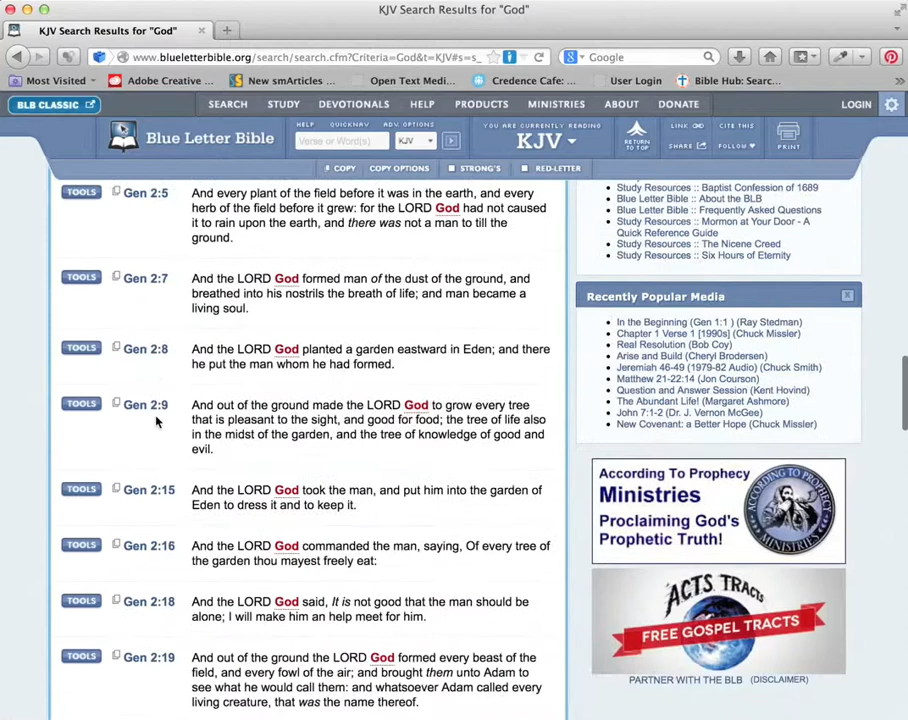 KJV Search Results for "God"
KJV Search Results for "God"
www.blueletterbible.org/search/search.cfm?Criteria=God&t=KJV#s=s_
Google
Most Visited
Adobe Creative ...
New smArticles ...
Open Text Medi...
Credence Cafe: ...
User Login
Bible Hub: Searc...
BLB CLASSIC
SEARCH STUDY DEVOTIONALS HELP PRODUCTS MINISTRIES ABOUT DONATE LOGIN
Blue Letter Bible
HELP QUICKNAV ADV. OPTIONS
Verse or Word(s) KJV
YOU ARE CURRENTLY READING
KJV
RETURN TO TOP
LINK CITE THIS
SHARE FOLLOW
PRINT
COPY COPY OPTIONS STRONG'S RED-LETTER
TOOLS Gen 2:5 And every plant of the field before it was in the earth, and every
herb of the field before it grew: for the LORD God had not caused
it to rain upon the earth, and there was not a man to till the
ground.
TOOLS Gen 2:7 And the LORD God formed man of the dust of the ground, and
breathed into his nostrils the breath of life; and man became a
living soul.
TOOLS Gen 2:8 And the LORD God planted a garden eastward in Eden; and there
he put the man whom he had formed.
TOOLS Gen 2:9 And out of the ground made the LORD God to grow every tree
that is pleasant to the sight, and good for food; the tree of life also
in the midst of the garden, and the tree of knowledge of good and
evil.
TOOLS Gen 2:15 And the LORD God took the man, and put him into the garden of
Eden to dress it and to keep it.
TOOLS Gen 2:16 And the LORD God commanded the man, saying, Of every tree of
the garden thou mayest freely eat:
TOOLS Gen 2:18 And the LORD God said, It is not good that the man should be
alone; I will make him an help meet for him.
TOOLS Gen 2:19 And out of the ground the LORD God formed every beast of the
field, and every fowl of the air; and brought them unto Adam to
see what he would call them: and whatsoever Adam called every
living creature, that was the name thereof.
Study Resources :: Baptist Confession of 1689
Blue Letter Bible :: About the BLB
Blue Letter Bible :: Frequently Asked Questions
Study Resources :: Mormon at Your Door - A
Quick Reference Guide
Study Resources :: The Nicene Creed
Study Resources :: Six Hours of Eternity
Recently Popular Media
In the Beginning (Gen 1:1 ) (Ray Stedman)
Chapter 1 Verse 1 [1990s] (Chuck Missler)
Real Resolution (Bob Coy)
Arise and Build (Cheryl Brodersen)
Jeremiah 46-49 (1979-82 Audio) (Chuck Smith)
Matthew 21-22:14 (Jon Courson)
Question and Answer Session (Kent Hovind)
The Abundant Life! (Margaret Ashmore)
John 7:1-2 (Dr. J. Vernon McGee)
New Covenant: a Better Hope (Chuck Missler)
According To Prophecy
Ministries
Proclaiming God's
Prophetic Truth!
ACCORDING TO PROPHECY
MINISTRIES
ACTS TRACTS
FREE GOSPEL TRACTS
PARTNER WITH THE BLB (DISCLAIMER)